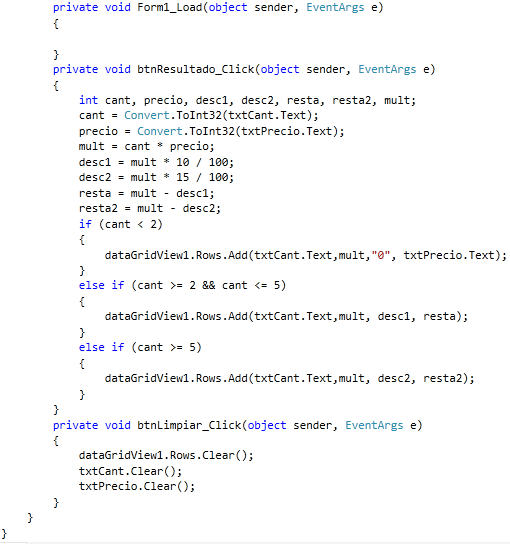 private void Form1_Load(object sender, EventArgs e)
{
}
private void btnResultado_Click(object sender, EventArgs e)
{
int cant, precio, desc1, desc2, resta, resta2, mult;
cant = Convert.ToInt32(txtCant.Text);
precio = Convert.ToInt32(txtPrecio.Text);
mult = cant * precio;
desc1 = mult * 10 / 100;
desc2 = mult * 15 / 100;
resta = mult - desc1;
resta2 = mult - desc2;
if (cant < 2)
{
dataGridView1.Rows.Add(txtCant.Text,mult,"0", txtPrecio.Text);
}
else if (cant >= 2 && cant <= 5)
{
dataGridView1.Rows.Add(txtCant.Text,mult, desc1, resta);
}
else if (cant >= 5)
{
dataGridView1.Rows.Add(txtCant.Text,mult, desc2, resta2);
}
}
private void btnLimpiar_Click(object sender, EventArgs e)
{
dataGridView1.Rows.Clear();
txtCant.Clear();
txtPrecio.Clear();
}
}
}